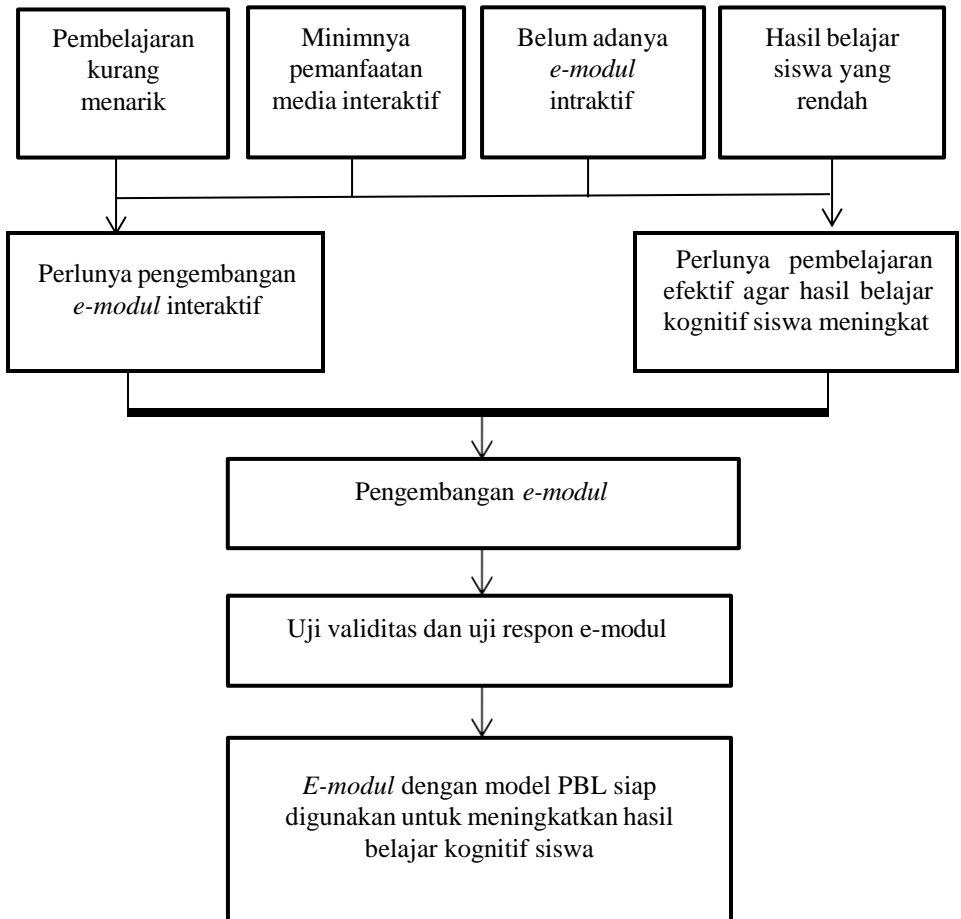 Pembelajaran
kurang
menarik
Minimnya
pemanfaatan
media interaktif
Belum adanya
e-modul
intraktif
Hasil belajar
siswa yang
rendah
Perlunya pengembangan
e-modul interaktif
Perlunya pembelajaran
efektif agar hasil belajar
kognitif siswa meningkat
Pengembangan e-modul
Uji validitas dan uji respon e-modul
E-modul dengan model PBL siap
digunakan untuk meningkatkan hasil
belajar kognitif siswa